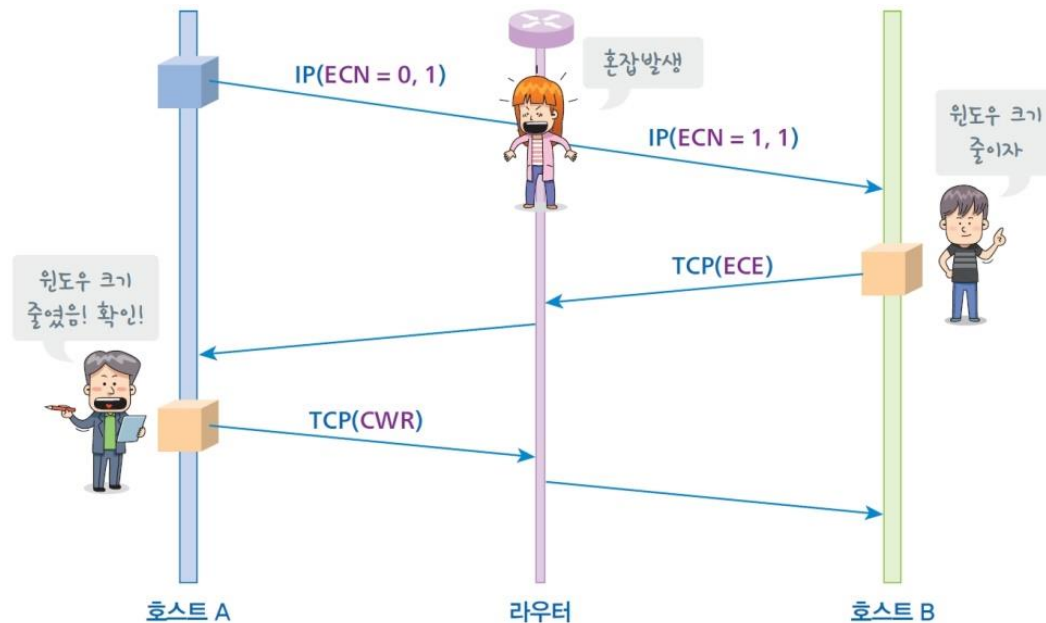 IP(ECN = 0, 1)
혼잡발생
IP(ECN = 1, 1)
윈도우 크기
줄이자
TCP(ECE)
윈도우 크기
줄였음! 확인!
TCP(CWR)
호스트 A
라우터
호스트 B